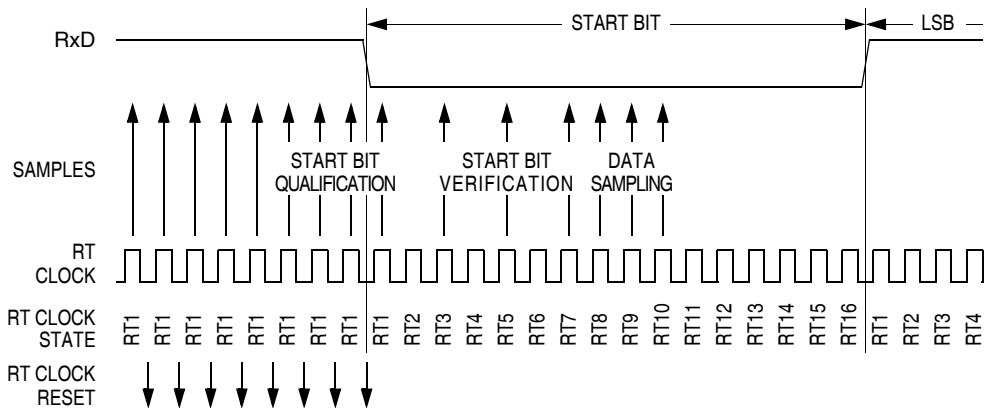 START BIT LSB
RxD
SAMPLES
START BIT
QUALIFICATION
START BIT
VERIFICATION
DATA
SAMPLING
RT
CLOCK
RT CLOCK
STATE
RT1 RT1 RT1 RT1 RT1 RT1 RT1 RT1 RT1 RT2 RT3 RT4 RT5 RT6 RT7 RT8 RT9 RT10 RT11 RT12 RT13 RT14 RT15 RT16 RT1 RT2 RT3 RT4
RT CLOCK
RESET